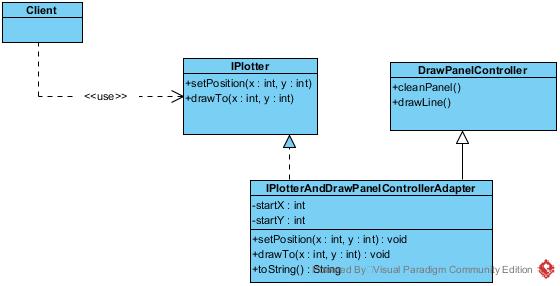 Client
IPlotter
+setPosition(x : int, y : int)
+drawTo(x : int, y : int)
<<use>>
DrawPanelController
+cleanPanel()
+drawLine()
IPlotterAndDrawPanelControllerAdapter
-startX : int
-startY : int
+setPosition(x : int, y : int) : void
+drawTo(x : int, y : int) : void
+toString() : String
Powered By Visual Paradigm Community Edition